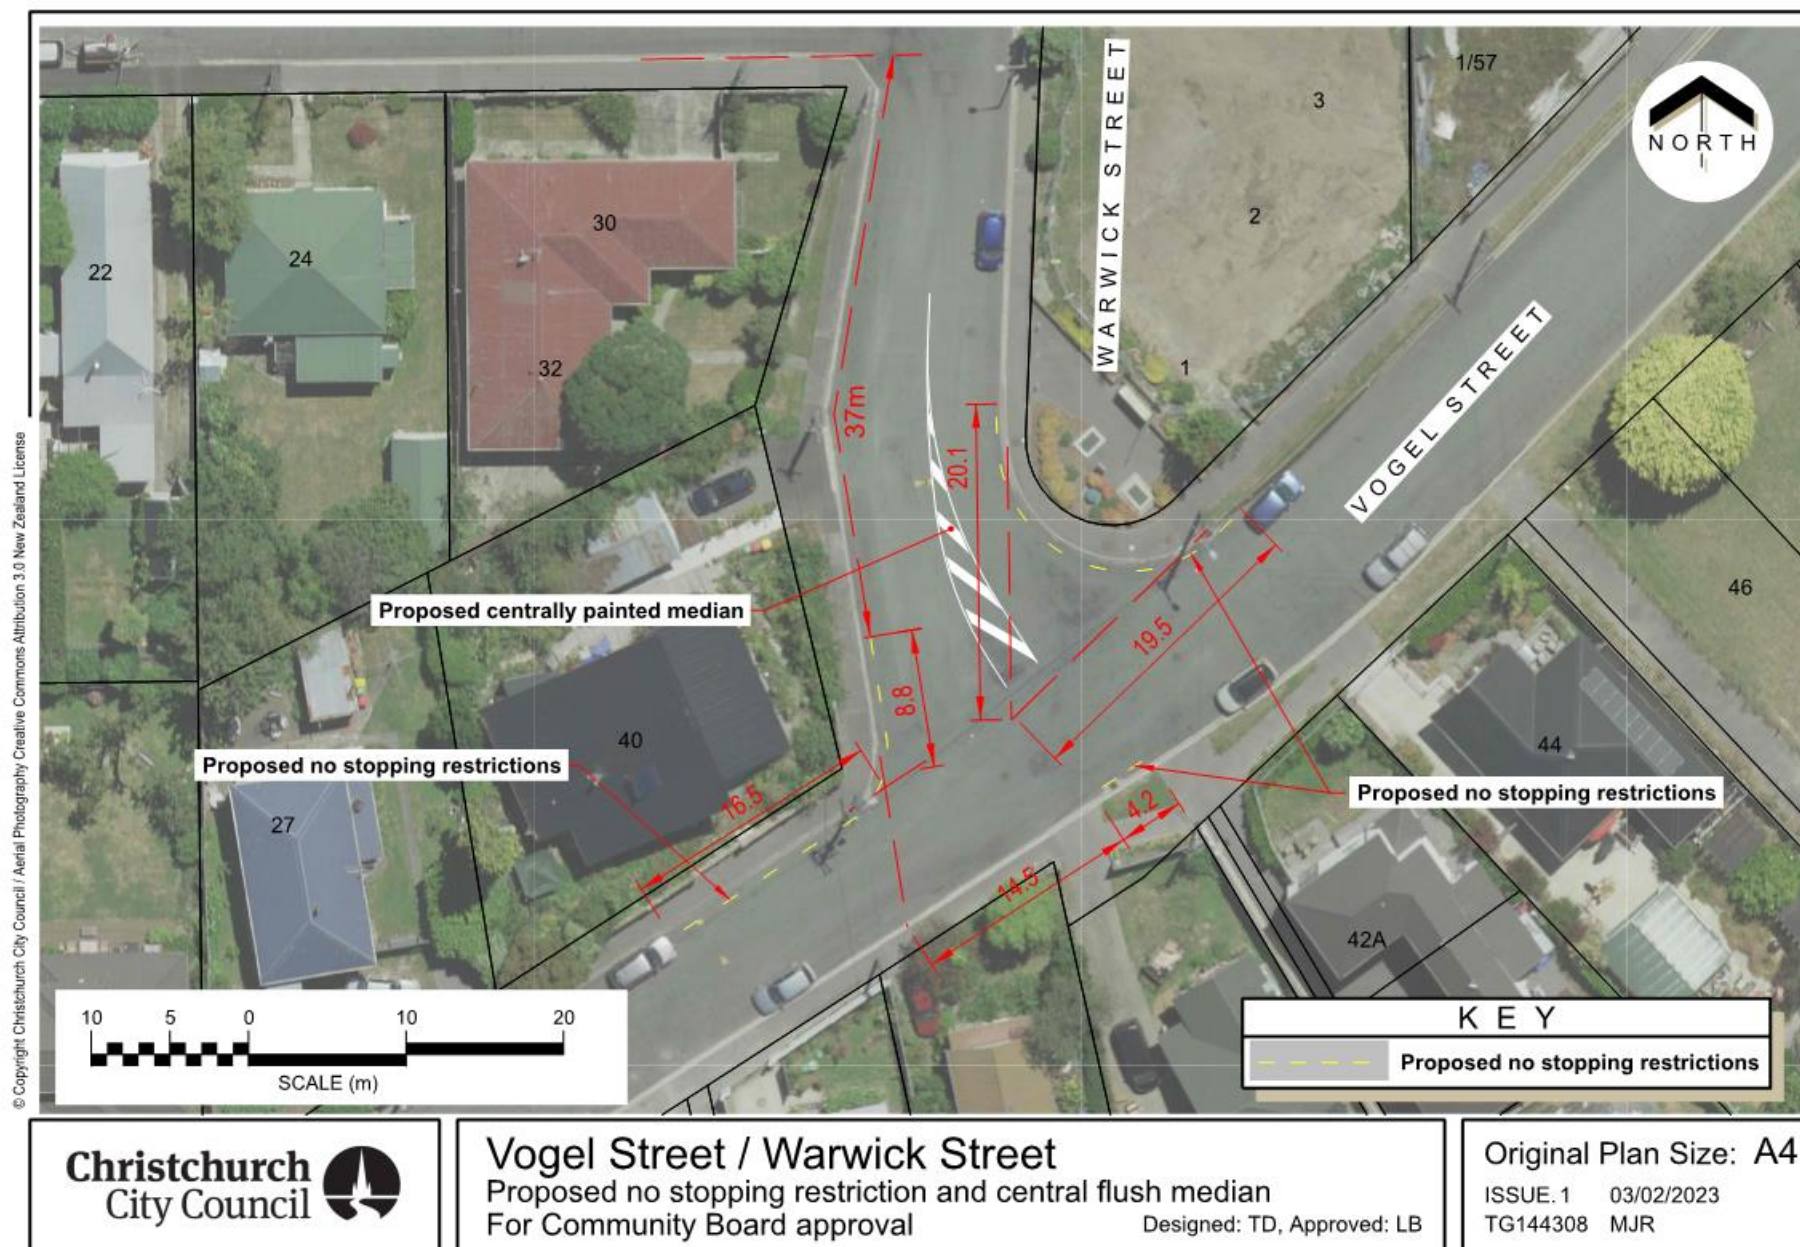 1/57
3
NORTH
WARWICK STREET
30
2
24
22
VOGEL STREET
32
1
37m
20.1
46
Proposed centrally painted median
19.5
8.8
40
44
Proposed no stopping restrictions
Proposed no stopping restrictions
16.5
4.2
27
14.5
42A
10 5 0 10 20
SCALE (m)
KEY
Proposed no stopping restrictions
© Copyright Christchurch City Council / Aerial Photography Creative Commons Attribution 3.0 New Zealand License
Christchurch
City Council
Vogel Street / Warwick Street
Proposed no stopping restriction and central flush median
For Community Board approval
Designed: TD, Approved: LB
Original Plan Size: A4
ISSUE.1 03/02/2023
TG144308 MJR